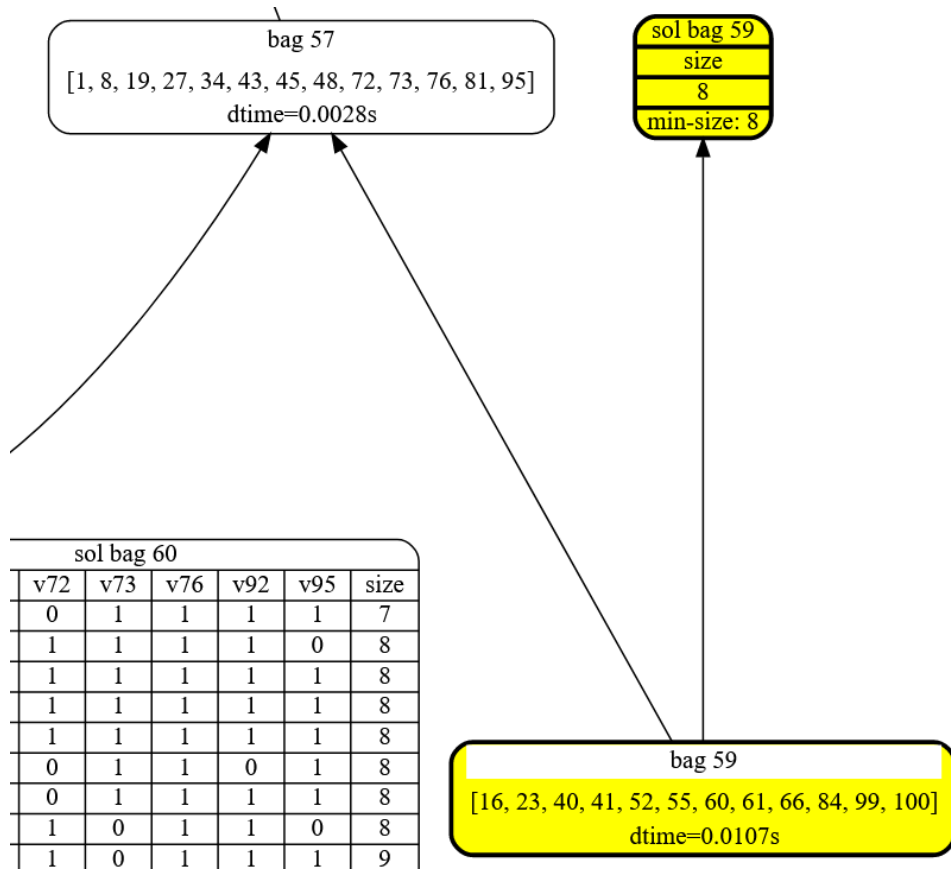 bag 57
[1, 8, 19, 27, 34, 43, 45, 48, 72, 73, 76, 81, 95]
dtime=0.0028s
sol bag 59
size
8
min-size: 8
sol bag 60
v72 v73 v76 v92 v95 size
0 1 1 1 1 7
1 1 1 1 0 8
1 1 1 1 1 8
1 1 1 1 1 8
1 1 1 1 1 8
0 1 1 0 1 8
0 1 1 1 1 8
1 0 1 1 0 8
1 0 1 1 1 9
bag 59
[16, 23, 40, 41, 52, 55, 60, 61, 66, 84, 99, 100]
dtime=0.0107s